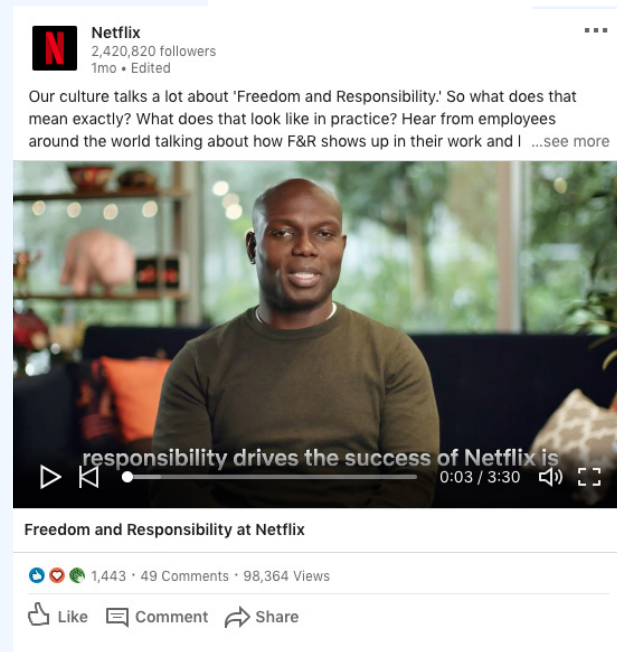 Netflix
2,420,820 followers
1mo • Edited
Our culture talks a lot about 'Freedom and Responsibility.' So what does that
mean exactly? What does that look like in practice? Hear from employees
around the world talking about how F&R shows up in their work and l ...see more
responsibility drives the success of Netflix is
0:03 / 3:30
Freedom and Responsibility at Netflix
1,443 · 49 Comments · 98,364 Views
Like Comment Share